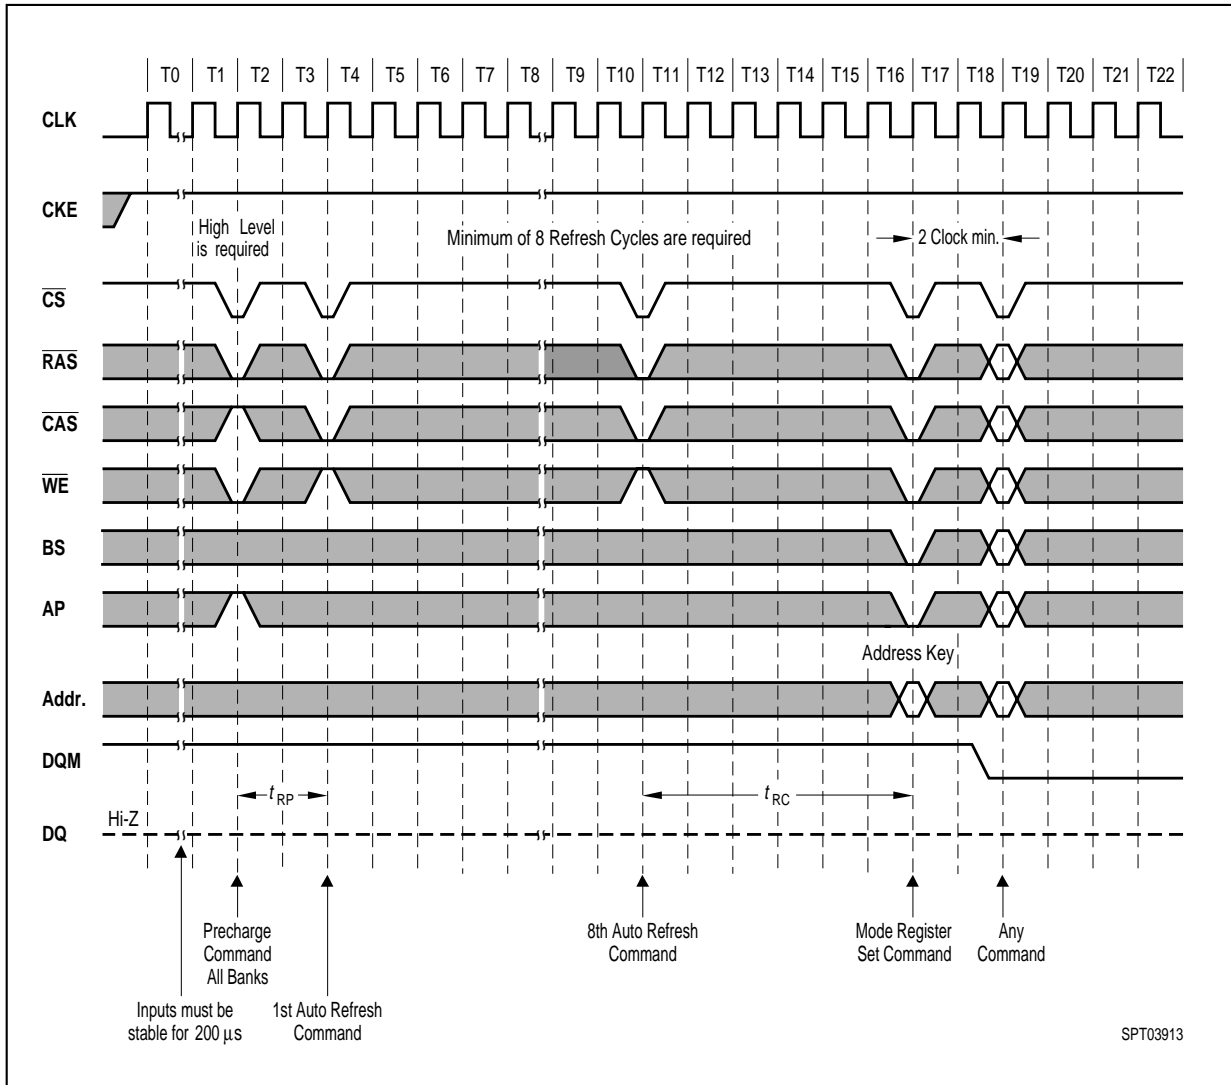 T0 T1 T2 T3 T4 T5 T6 T7 T8 T9 T10 T11 T12 T13 T14 T15 T16 T17 T18 T19 T20 T21 T22
CLK
CKE
High Level
is required
Minimum of 8 Refresh Cycles are required
2 Clock min.
CS
RAS
CAS
WE
BS
AP
Address Key
Addr.
DQM
tRP
tRC
Hi-Z
DQ
Precharge
Command
All Banks
8th Auto Refresh
Command
Mode Register
Set Command
Any
Command
Inputs must be
stable for 200 µs
1st Auto Refresh
Command
SPT03913